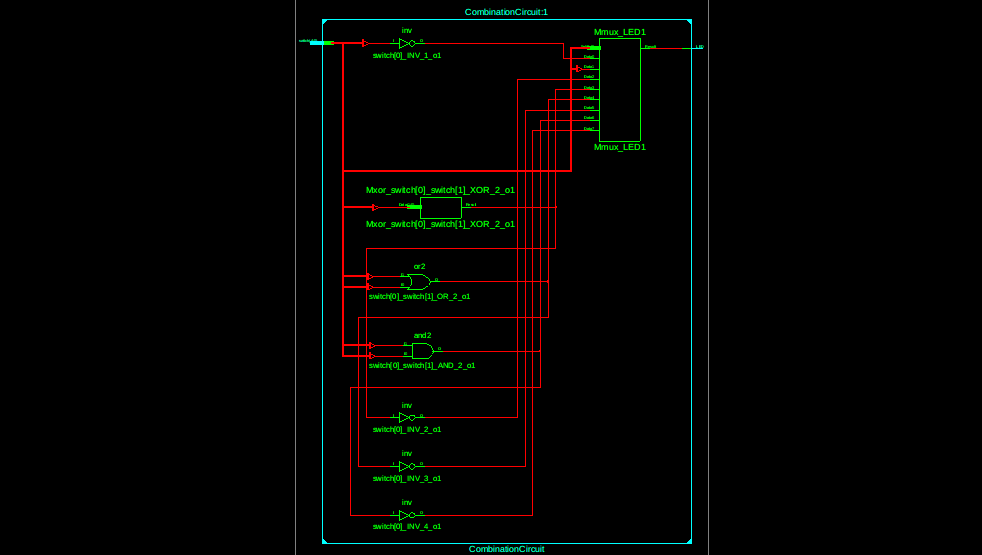 CombinationCircuit:1
inv
switch[0]_INV_1_o1
Mmux_LED1
Mmux_LED1
Mxor_switch[0]_switch[1]_XOR_2_o1
Mxor_switch[0]_switch[1]_XOR_2_o1
or2
switch[0]_switch[1]_OR_2_o1
and2
switch[0]_switch[1]_AND_2_o1
inv
switch[0]_INV_2_o1
inv
switch[0]_INV_3_o1
inv
switch[0]_INV_4_o1
CombinationCircuit